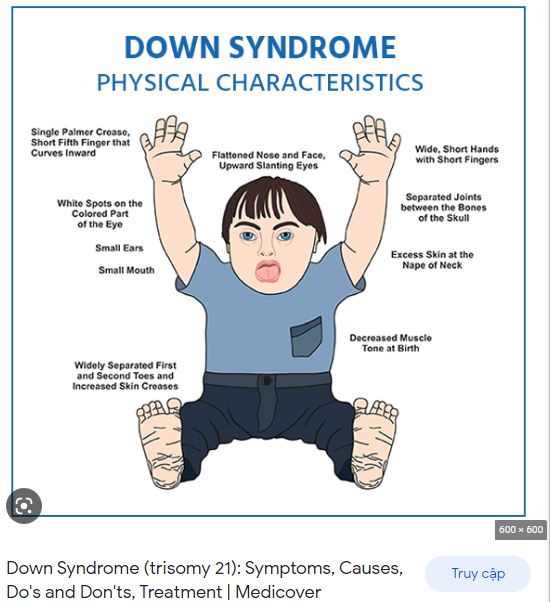 DOWN SYNDROME
PHYSICAL CHARACTERISTICS
Single Palmer Crease,
Short Fifth Finger that
Curves Inward
Flattened Nose and Face,
Upward Slanting Eyes
Wide, Short Hands
with Short Fingers
White Spots on the
Colored Part
of the Eye
Separated Joints
between the Bones
of the Skull
Small Ears
Small Mouth
Excess Skin at the
Nape of Neck
Decreased Muscle
Tone at Birth
Widely Separated First
and Second Toes and
Increased Skin Creases
600 × 600
Down Syndrome (trisomy 21): Symptoms, Causes,
Do's and Don'ts, Treatment | Medicover
Truy cập